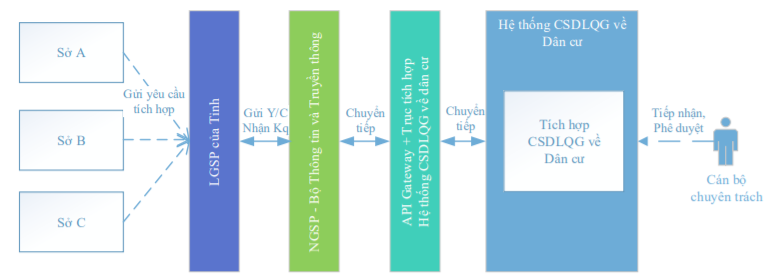 Sở A
Sở B
Sở C
Gửi yêu cầu
tích hợp
LGSP của Tỉnh
Gửi Y/C
Nhận Kq
NGSP - Bộ Thông tin và Truyền thông
Chuyển
tiếp
API Gateway + Trục tích hợp
Hệ thống CSDLQG về dân cư
Chuyển
tiếp
Hệ thống CSDLQG về
Dân cư
Tích hợp
CSDLQG về
Dân cư
Tiếp nhận,
Phê duyệt
Cán bộ
chuyên trách